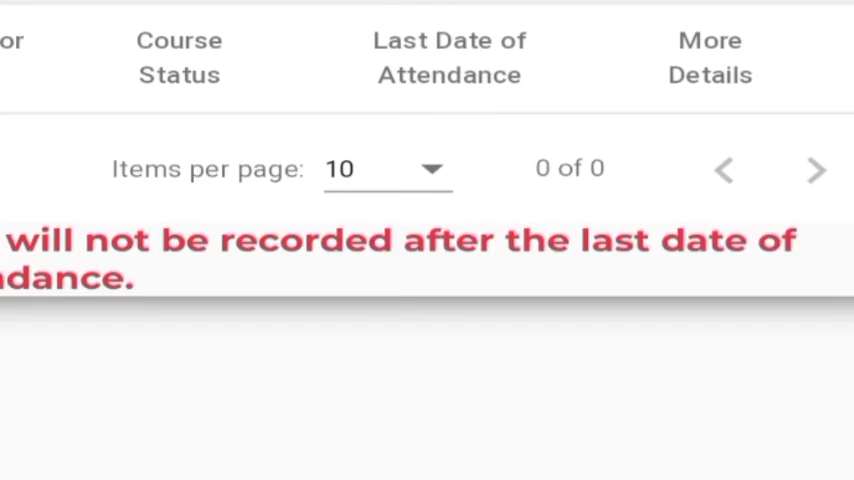 or Course Last Date of More
Status Attendance Details
Items per page: 10 0 of 0
will not be recorded after the last date of
ndance.